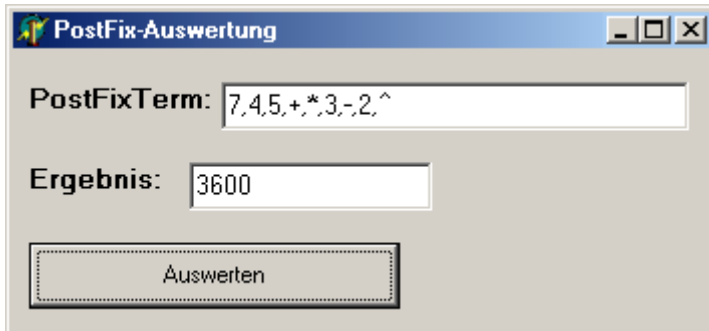 PostFix-Auswertung
PostFixTerm: 7,4,5,+,*,3,-,2,^
Ergebnis: 3600
Auswerten